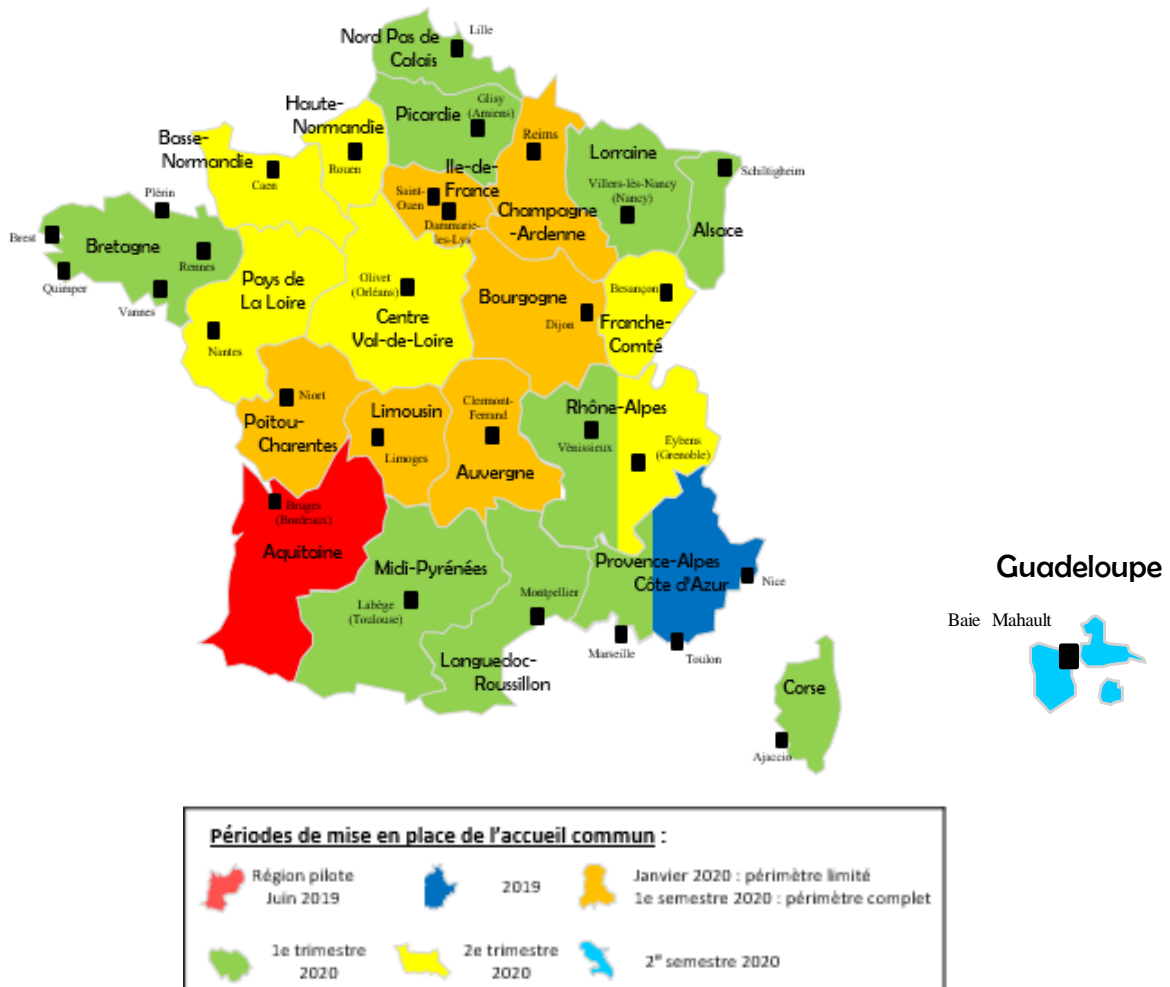 Nord Pas de
Calais
Lille
Haute-
Normandie
Picardie
Glisy
(Amiens)
Reims
Basse-
Normandie
Rouen
Caen
Ile-de-
France
Saint-
Ouen
Dammarie-
les-Lys
Champagne
-Ardenne
Lorraine
Villers-lès-Nancy
(Nancy)
Schiltigheim
Alsace
Plérin
Brest
Bretagne
Rennes
Quimper
Vannes
Pays de
La Loire
Nantes
Olivet
(Orléans)
Centre
Val-de-Loire
Bourgogne
Dijon
Besançon
Franche-
Comté
Niort
Poitou-
Charentes
Limousin
Limoges
Clermont-
Ferrand
Auvergne
Rhône-Alpes
Vénissieux
Eybens
(Grenoble)
Bruges
(Bordeaux)
Aquitaine
Midi-Pyrénées
Labège
(Toulouse)
Montpellier
Languedoc-
Roussillon
Provence-Alpes
Côte d'Azur
Nice
Marseille
Toulon
Corse
Ajaccio
Guadeloupe
Baie Mahault
Périodes de mise en place de l'accueil commun :
Région pilote
Juin 2019
2019
Janvier 2020 : périmètre limité
1e semestre 2020 : périmètre complet
1e trimestre
2020
2e trimestre
2020
2e semestre 2020